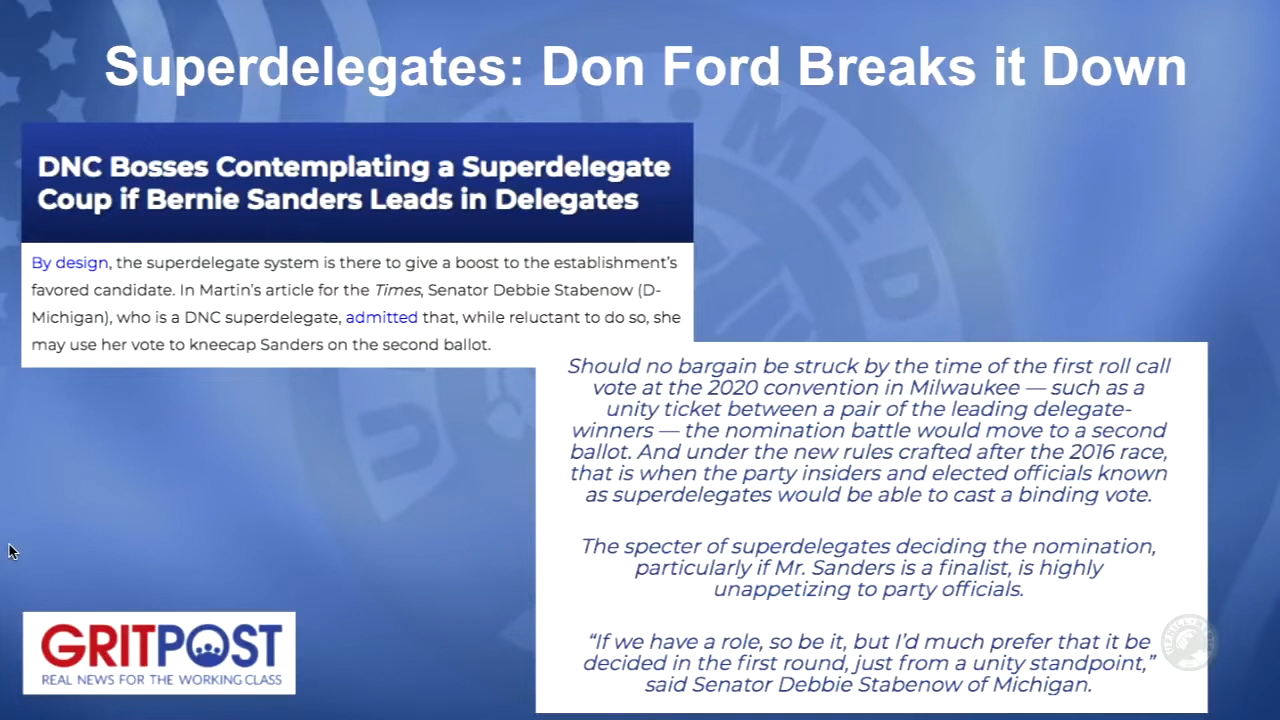 Superdelegates: Don Ford Breaks it Down
DNC Bosses Contemplating a Superdelegate
Coup if Bernie Sanders Leads in Delegates
By design, the superdelegate system is there to give a boost to the establishment's
favored candidate. In Martin's article for the Times, Senator Debbie Stabenow (D-
Michigan), who is a DNC superdelegate, admitted that, while reluctant to do so, she
may use her vote to kneecap Sanders on the second ballot.
Should no bargain be struck by the time of the first roll call
vote at the 2020 convention in Milwaukee — such as a
unity ticket between a pair of the leading delegate-
winners — the nomination battle would move to a second
ballot. And under the new rules crafted after the 2016 race,
that is when the party insiders and elected officials known
as superdelegates would be able to cast a binding vote.
The specter of superdelegates deciding the nomination,
particularly if Mr. Sanders is a finalist, is highly
unappetizing to party officials.
“If we have a role, so be it, but I’d much prefer that it be
decided in the first round, just from a unity standpoint,”
said Senator Debbie Stabenow of Michigan.
GRITPOST
REAL NEWS FOR THE WORKING CLASS